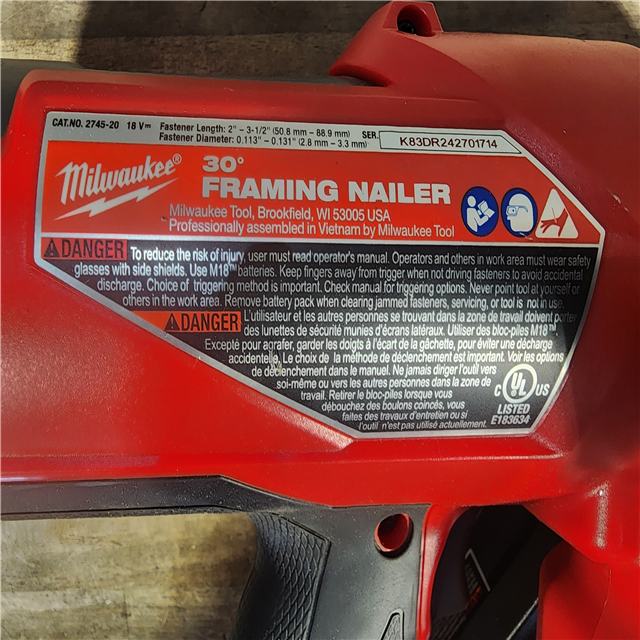 CAT.NO. 2745-20 18 V⎓ Fastener Length: 2" - 3-1/2" (50.8 mm - 88.9 mm) SER. K83DR242701714
Fastener Diameter: 0.113" - 0.131" (2.8 mm - 3.3 mm)
Milwaukee®
30°
FRAMING NAILER
Milwaukee Tool, Brookfield, WI 53005 USA
Professionally assembled in Vietnam by Milwaukee Tool
DANGER To reduce the risk of injury, user must read operator's manual. Operators and others in work area must wear safety
glasses with side shields. Use M18™ batteries. Keep fingers away from trigger when not driving fasteners to avoid accidental
discharge. Choice of triggering method is important. Check manual for triggering options. Never point tool at yourself or
others in the work area. Remove battery pack when clearing jammed fasteners, servicing, or tool is not in use.
DANGER L'utilisateur et les autres personnes se trouvant dans la zone de travail doivent porter
des lunettes de sécurité munies d'écrans latéraux. Utiliser des bloc-piles M18™.
Excepté pour agrafer, garder les doigts à l'écart de la gâchette, pour éviter une décharge
accidentelle. Le choix de la méthode de déclenchement est important. Voir les options
de déclenchement dans le manuel. Ne jamais diriger l'outil vers
soi-même ou vers les autres personnes dans la zone de
travail. Retirer le bloc-piles lorsque vous
débouchez des boulons coincés, vous
faites des travaux d'entretien ou si
l'outil n'est pas utilisé actuellement.
C UL US
LISTED
E183634